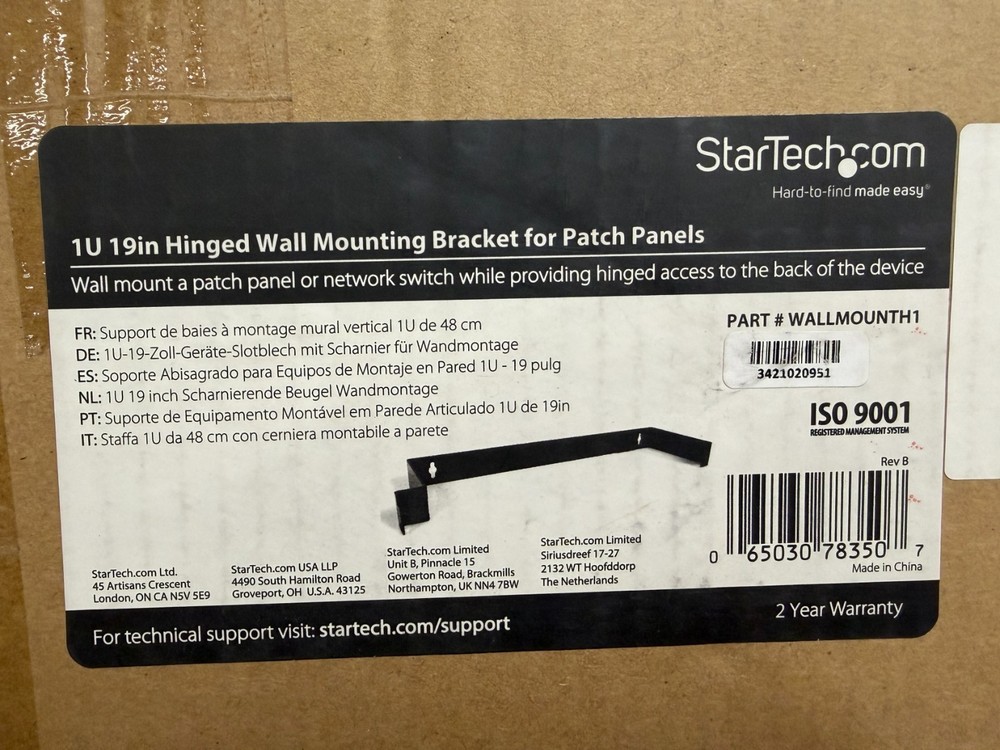 StarTech.com
Hard-to-find made easy®
1U 19in Hinged Wall Mounting Bracket for Patch Panels
Wall mount a patch panel or network switch while providing hinged access to the back of the device
FR: Support de baies à montage mural vertical 1U de 48 cm
DE: 1U-19-Zoll-Geräte-Slotblech mit Scharnier für Wandmontage
ES: Soporte Abisagrado para Equipos de Montaje en Pared 1U - 19 pulg
NL: 1U 19 inch Scharnierende Beugel Wandmontage
PT: Suporte de Equipamento Montável em Parede Articulado 1U de 19in
IT: Staffa 1U da 48 cm con cerniera montabile a parete
PART # WALLMOUNTH1
3421020951
ISO 9001
REGISTERED MANAGEMENT SYSTEM
Rev B
0 65030 78350 7
Made in China
StarTech.com Ltd.
45 Artisans Crescent
London, ON CA N5V 5E9
StarTech.com USA LLP
4490 South Hamilton Road
Groveport, OH U.S.A. 43125
StarTech.com Limited
Unit B, Pinnacle 15
Gowerton Road, Brackmills
Northampton, UK NN4 7BW
StarTech.com Limited
Siriusdreef 17-27
2132 WT Hoofddorp
The Netherlands
For technical support visit: startech.com/support
2 Year Warranty